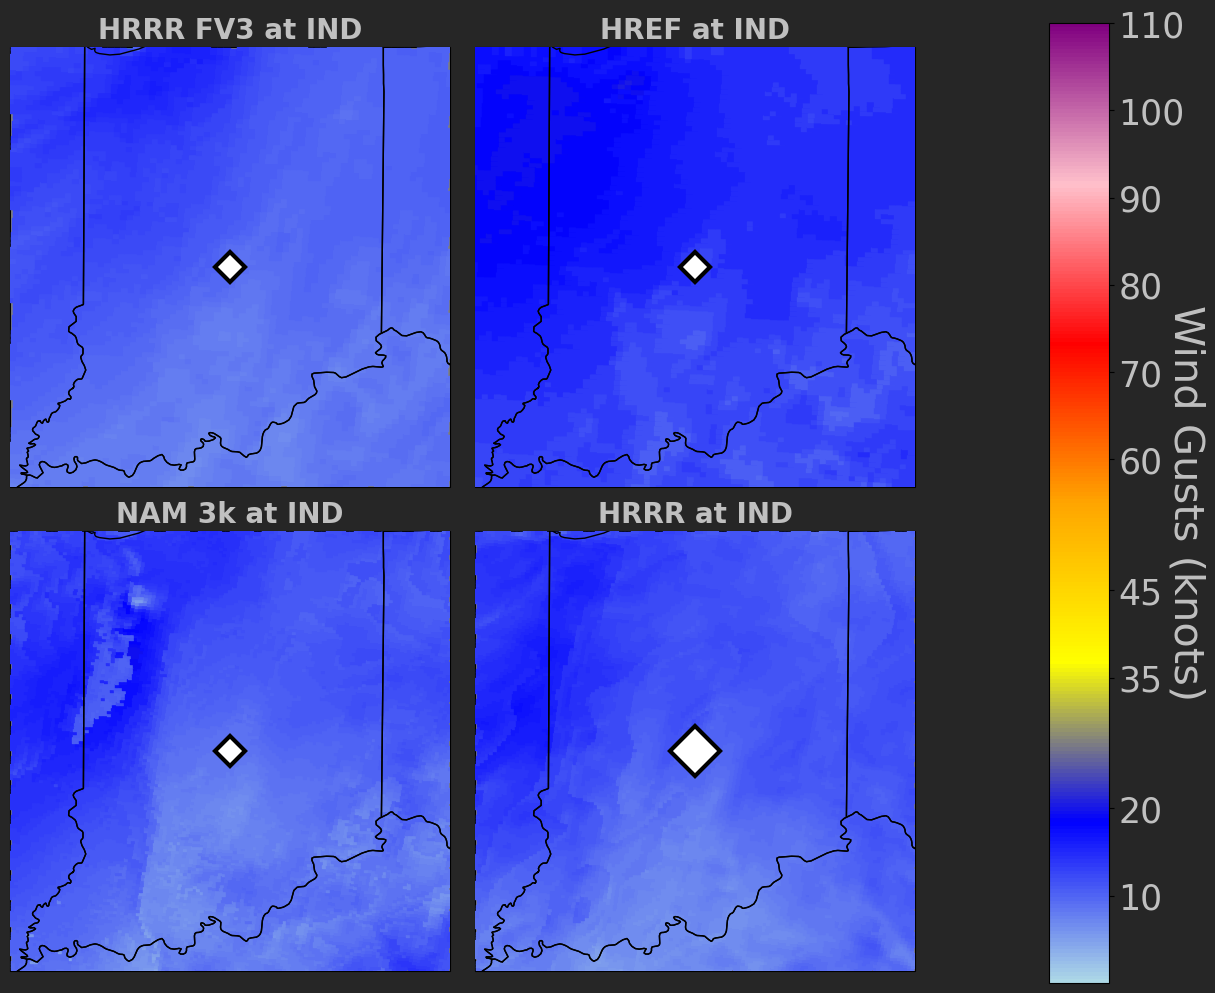 HRRR FV3 at IND
HREF at IND
NAM 3k at IND
HRRR at IND
110
100
90
80
70
60
45
35
20
10
Wind Gusts (knots)